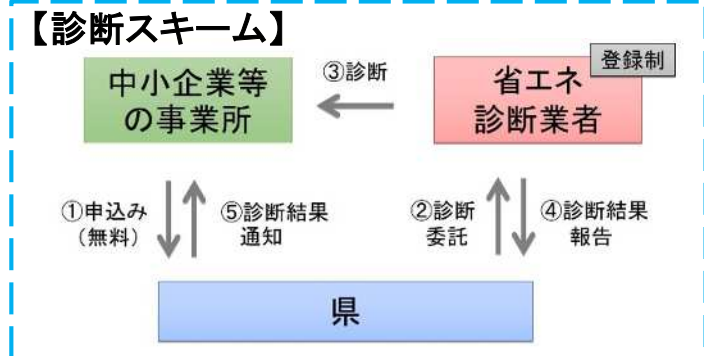 【診断スキーム】
登録制
中小企業等
の事業所
③診断
省エネ
診断業者
①申込み
(無料)
⑤診断結果
通知
②診断
委託
④診断結果
報告
県